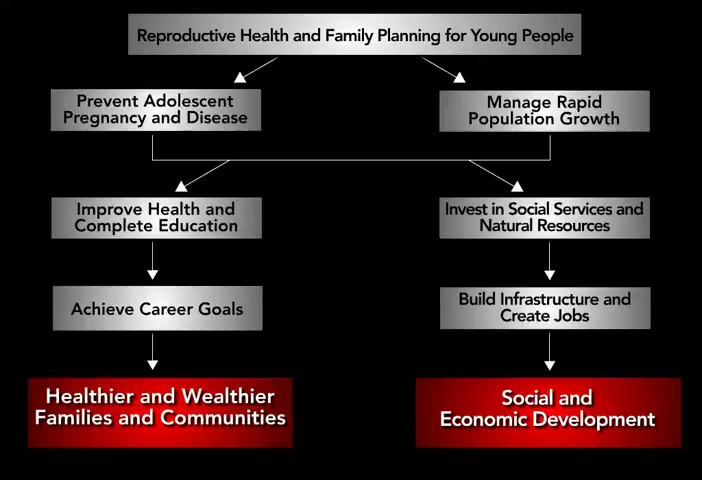 Reproductive Health and Family Planning for Young People
Prevent Adolescent
Pregnancy and Disease
Manage Rapid
Population Growth
Improve Health and
Complete Education
Invest in Social Services and
Natural Resources
Achieve Career Goals
Build Infrastructure and
Create Jobs
Healthier and Wealthier
Families and Communities
Social and
Economic Development